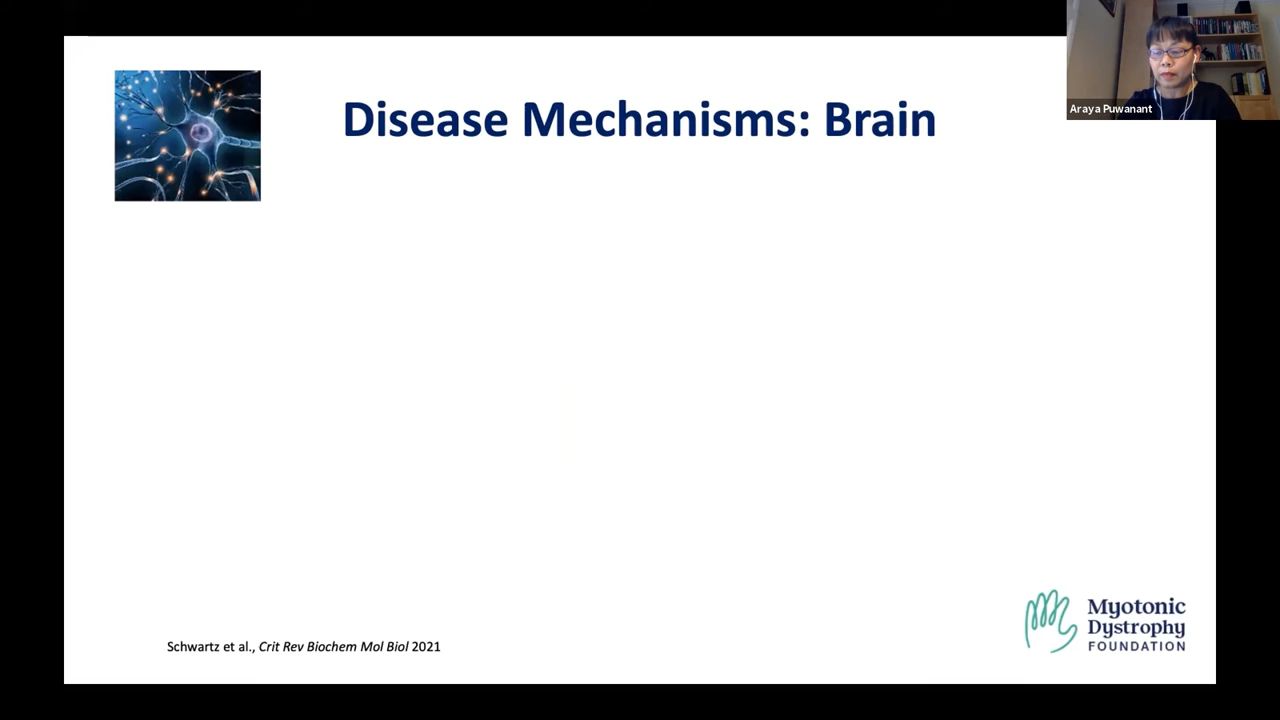 Disease Mechanisms: Brain
Araya Puwanant
Schwartz et al., Crit Rev Biochem Mol Biol 2021
Myotonic
Dystrophy
FOUNDATION